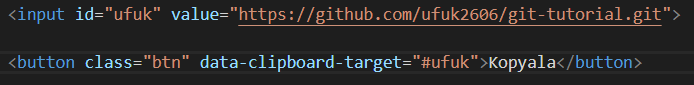 <input id="ufuk" value="https://github.com/ufuk2606/git-tutorial.git">
<button class="btn" data-clipboard-target="#ufuk">Kopyala</button>